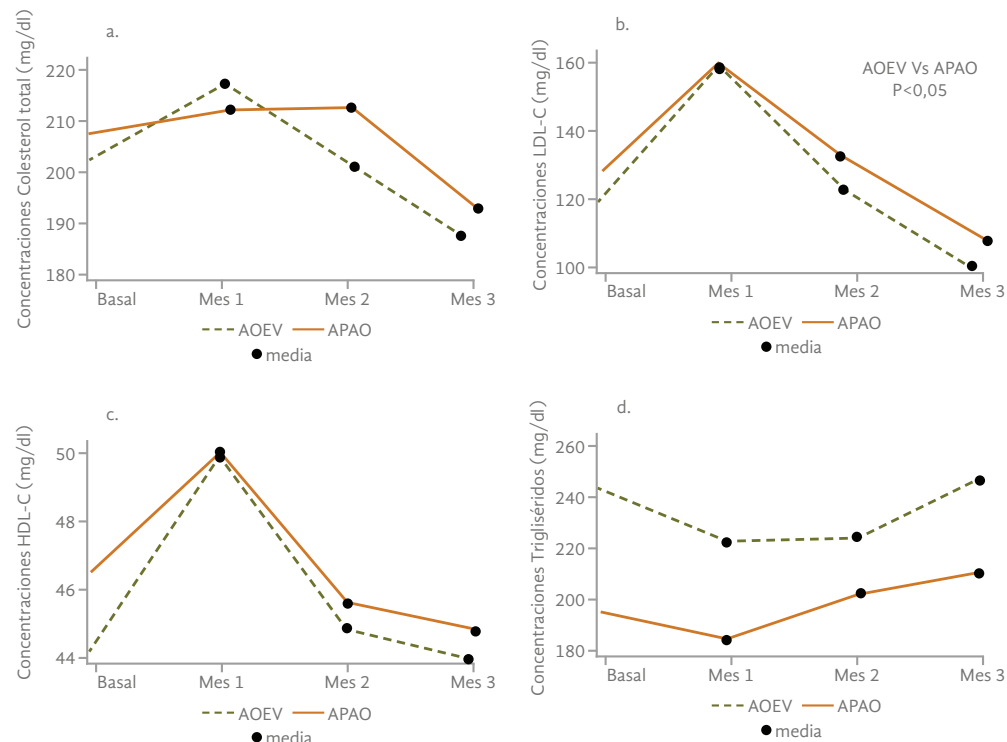 a.
Concentraciones Colesterol total (mg/dl)
220
210
200
190
180
Basal Mes 1 Mes 2 Mes 3
AOEV APAO
media
b.
Concentraciones LDL-C (mg/dl)
AOEV Vs APAO
P<0,05
160
140
120
100
Basal Mes 1 Mes 2 Mes 3
AOEV APAO
media
c.
Concentraciones HDL-C (mg/dl)
50
48
46
44
Basal Mes 1 Mes 2 Mes 3
AOEV APAO
media
d.
Concentraciones Trigliséridos (mg/dl)
260
240
220
200
180
Basal Mes 1 Mes 2 Mes 3
AOEV APAO
media